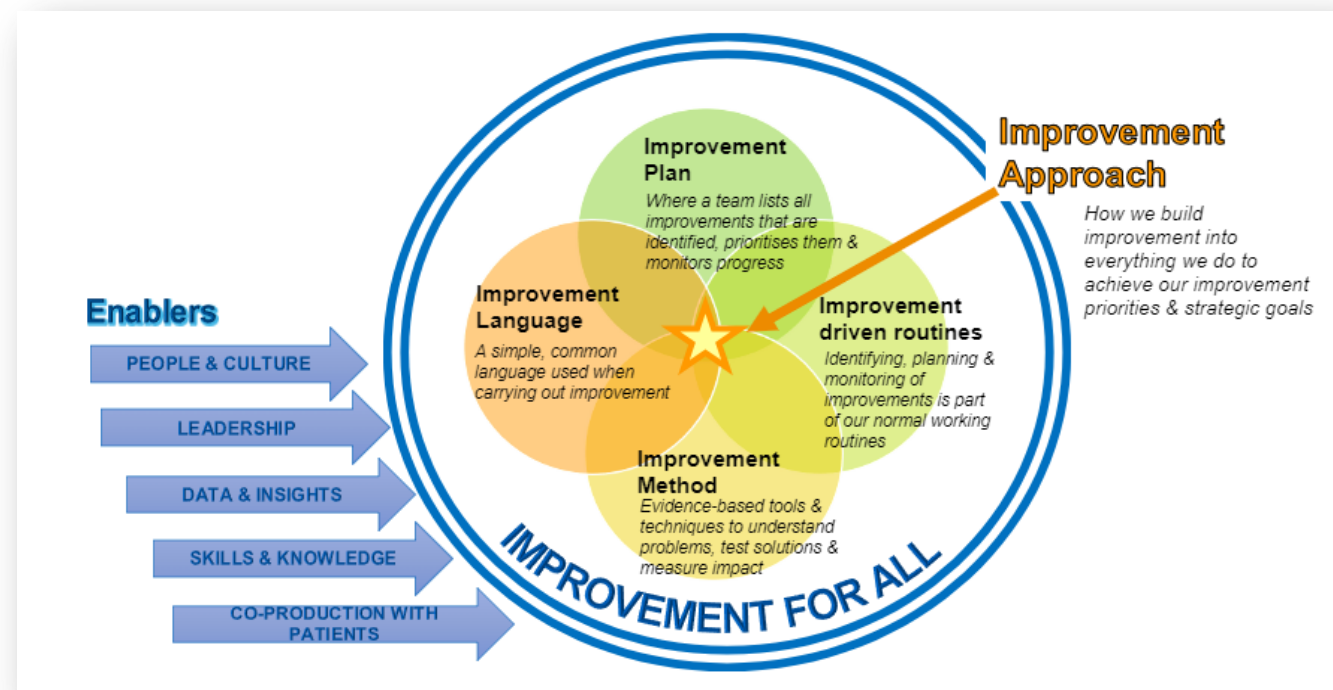 Improvement
Plan
Where a team lists all
improvements that are
identified, prioritises them &
monitors progress
Improvement
Approach
How we build
improvement into
everything we do to
achieve our improvement
priorities & strategic goals
Improvement
Language
A simple, common
language used when
carrying out improvement
Improvement
driven routines
Identifying, planning &
monitoring of
improvements is part
of our normal working
routines
Improvement
Method
Evidence-based tools &
techniques to understand
problems, test solutions &
measure impact
IMPROVEMENT FOR ALL
Enablers
PEOPLE & CULTURE
LEADERSHIP
DATA & INSIGHTS
SKILLS & KNOWLEDGE
CO-PRODUCTION WITH
PATIENTS